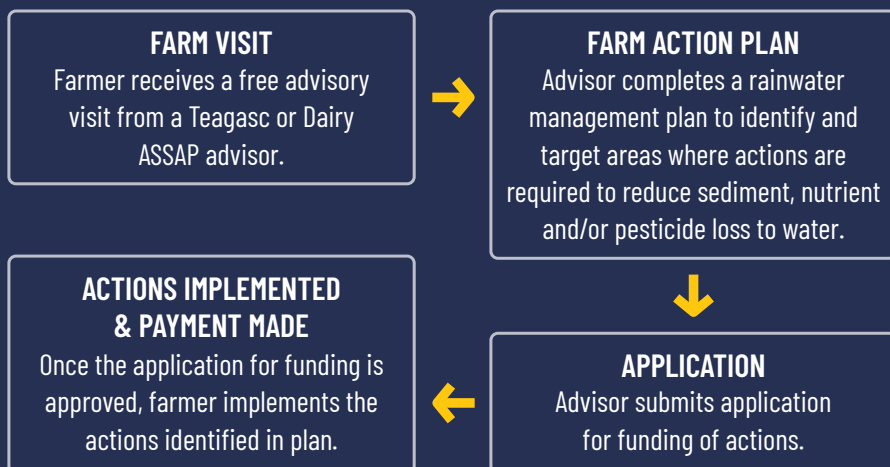 FARM VISIT
Farmer receives a free advisory
visit from a Teagasc or Dairy
ASSAP advisor.
FARM ACTION PLAN
Advisor completes a rainwater
management plan to identify and
target areas where actions are
required to reduce sediment, nutrient
and/or pesticide loss to water.
APPLICATION
Advisor submits application
for funding of actions.
ACTIONS IMPLEMENTED
& PAYMENT MADE
Once the application for funding is
approved, farmer implements the
actions identified in plan.